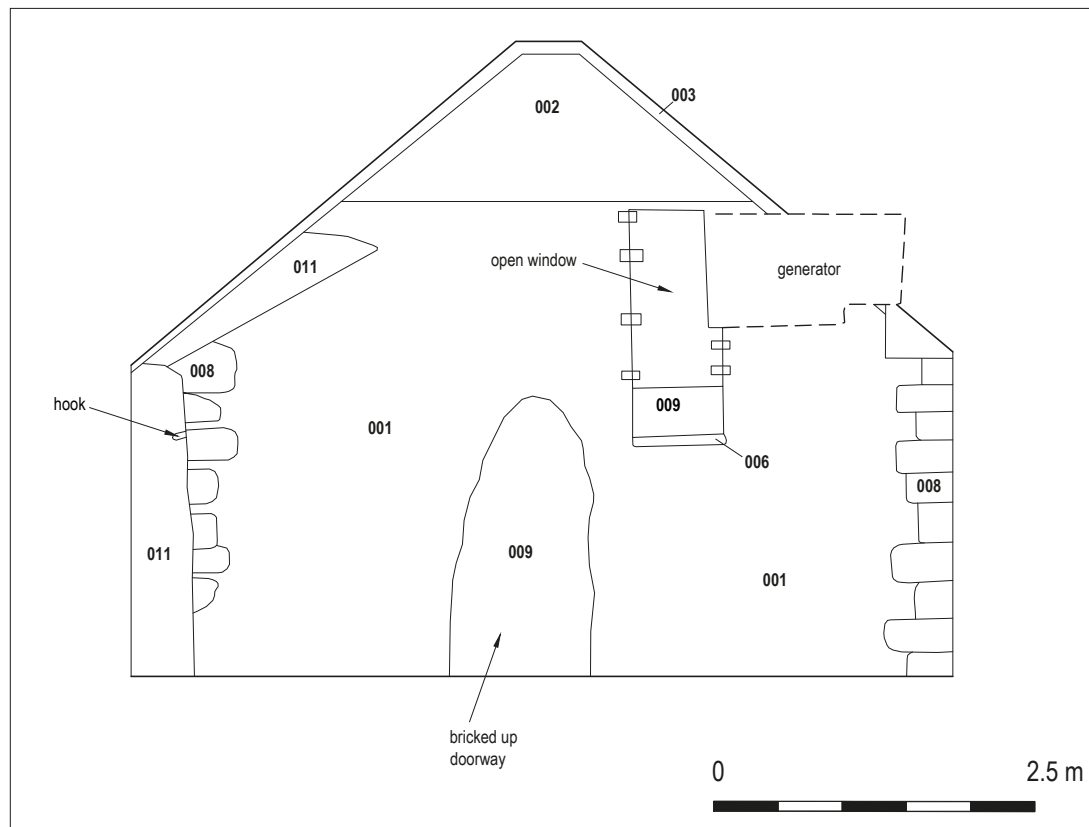 002
003
011
open window
generator
008
hook
001
009
006
008
011
009
001
bricked up
doorway
0
2.5 m